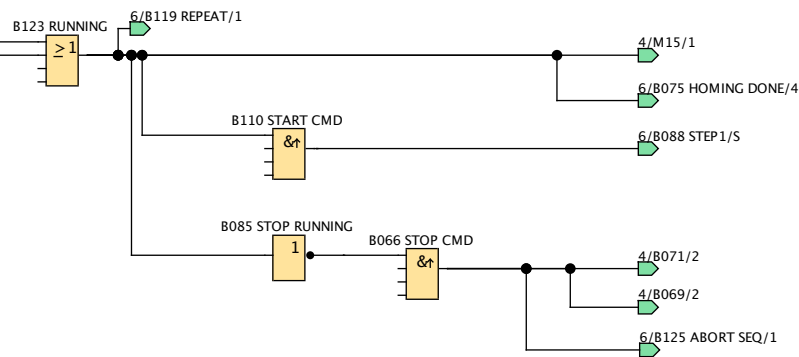 6/B119 REPEAT/1
B123 RUNNING
≥1
4/M15/1
6/B075 HOMING DONE/4
B110 START CMD
&↑
6/B088 STEP1/S
B085 STOP RUNNING
1
B066 STOP CMD
&↑
4/B071/2
4/B069/2
6/B125 ABORT SEQ/1